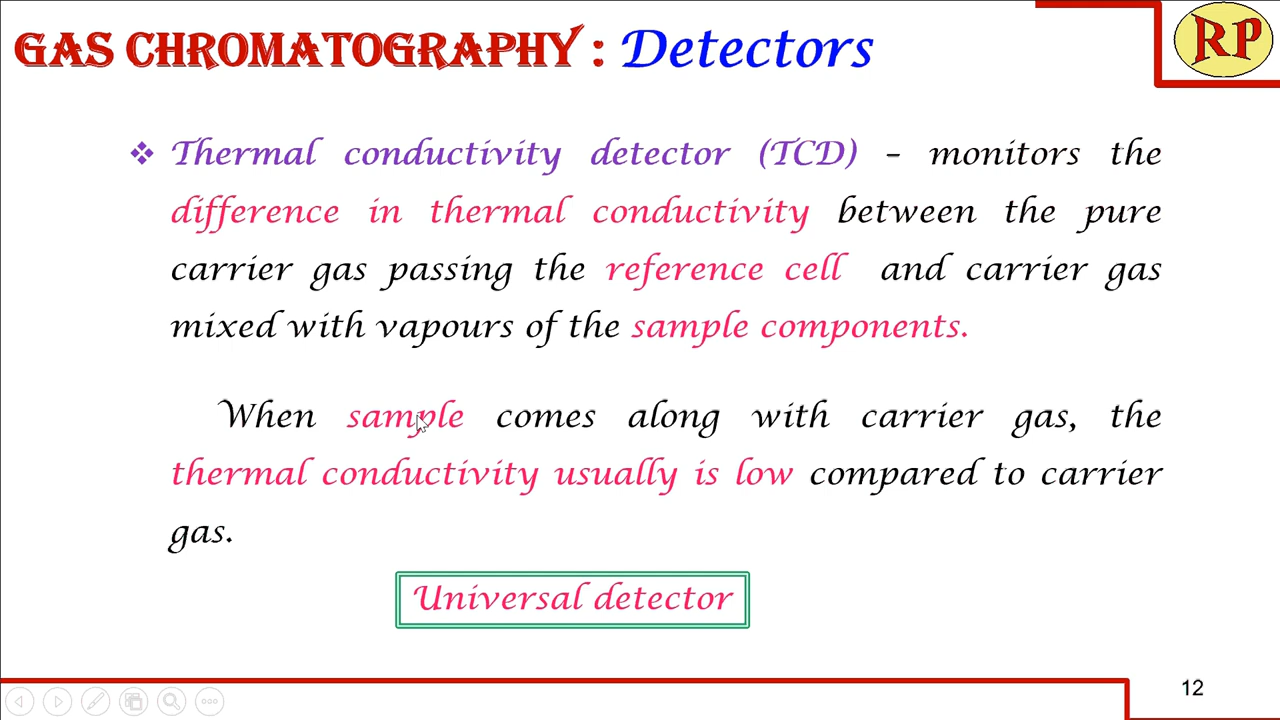 GAS CHROMATOGRAPHY : Detectors
RP
❖ Thermal conductivity detector (TCD) – monitors the
difference in thermal conductivity between the pure
carrier gas passing the reference cell and carrier gas
mixed with vapours of the sample components.
When sample comes along with carrier gas, the
thermal conductivity usually is low compared to carrier
gas.
Universal detector
12